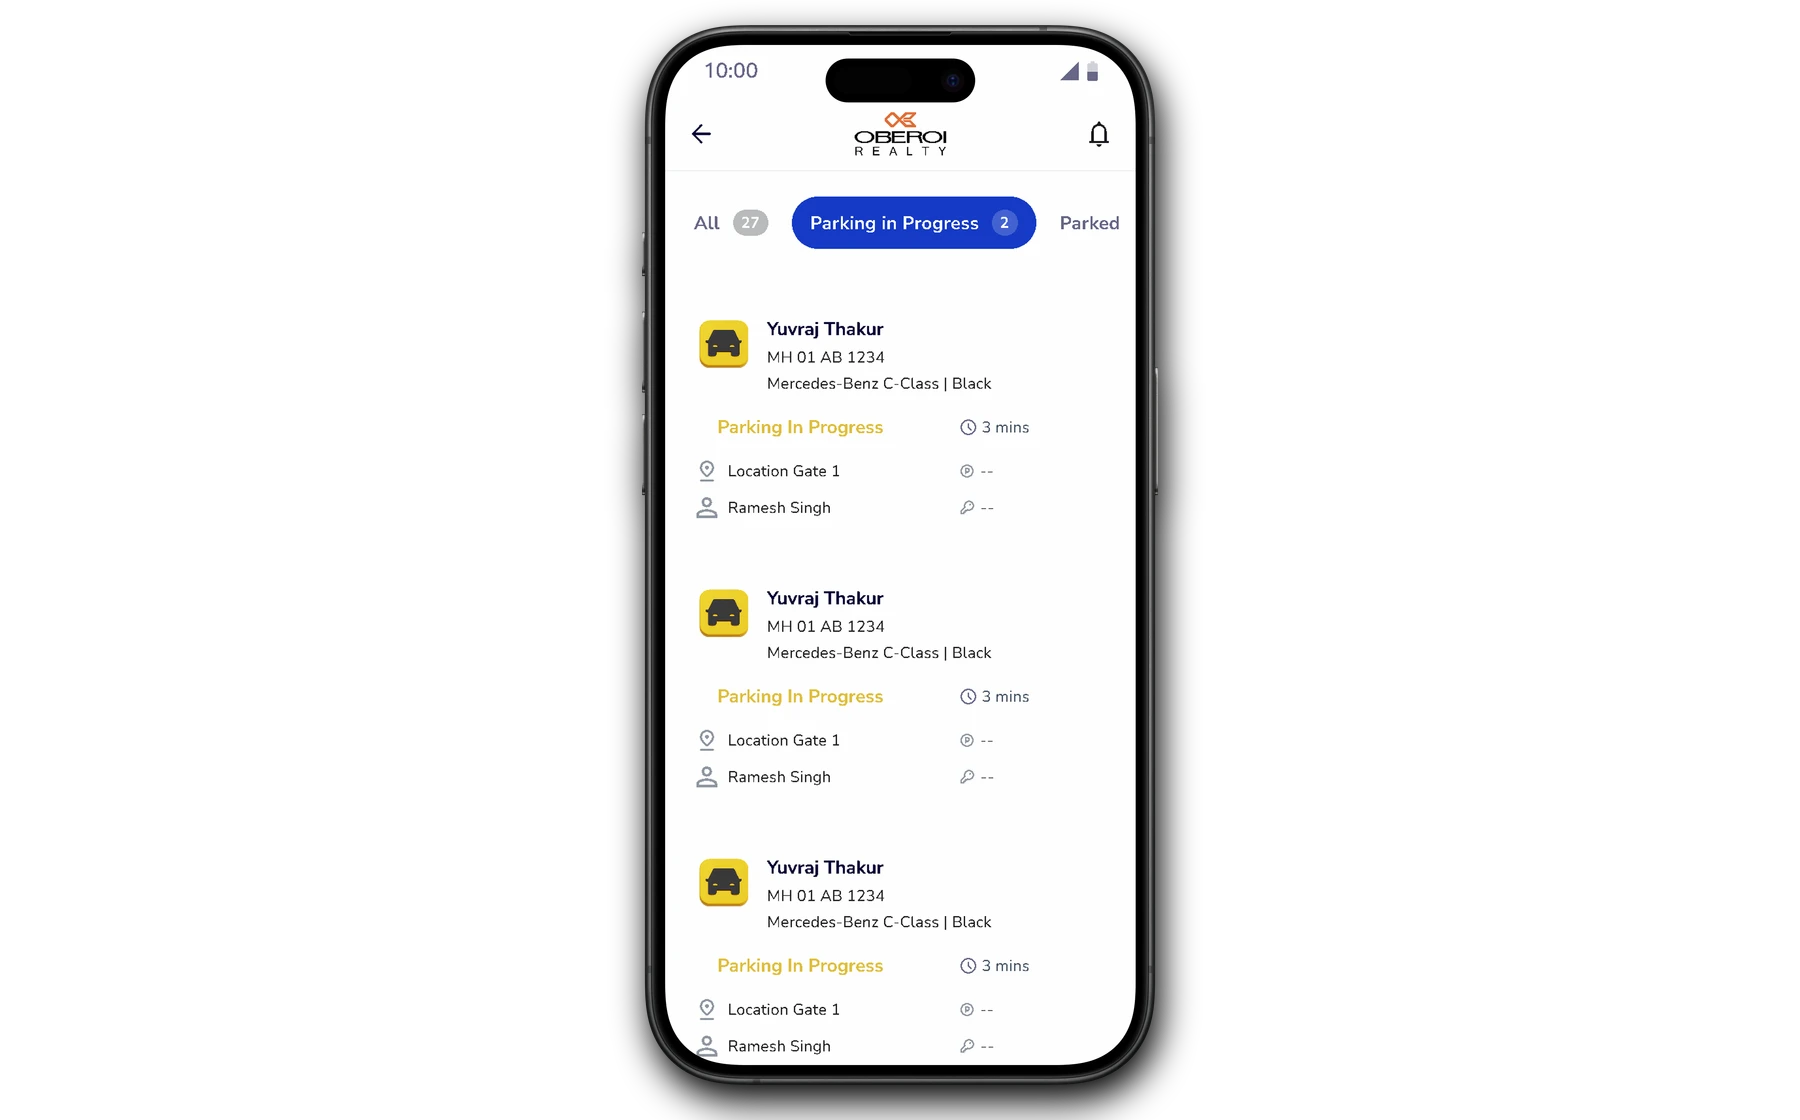 10:00
OBEROI
REALTY
All 27 Parking in Progress 2 Parked
Yuvraj Thakur
MH 01 AB 1234
Mercedes-Benz C-Class | Black
Parking In Progress 3 mins
Location Gate 1 P --
Ramesh Singh --
Yuvraj Thakur
MH 01 AB 1234
Mercedes-Benz C-Class | Black
Parking In Progress 3 mins
Location Gate 1 P --
Ramesh Singh --
Yuvraj Thakur
MH 01 AB 1234
Mercedes-Benz C-Class | Black
Parking In Progress 3 mins
Location Gate 1 P --
Ramesh Singh --